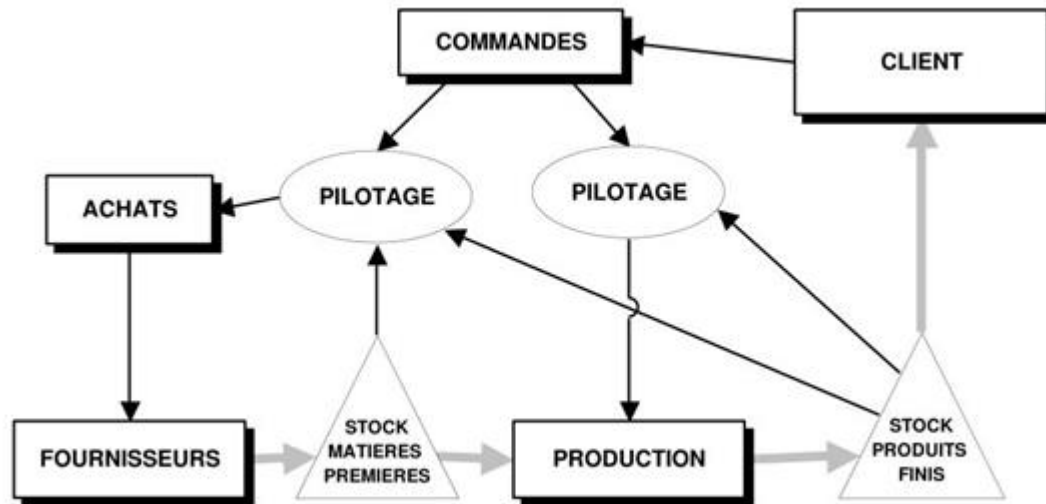 COMMANDES
CLIENT
PILOTAGE
PILOTAGE
ACHATS
FOURNISSEURS
STOCK
MATIERES
PREMIERES
PRODUCTION
STOCK
PRODUITS
FINIS